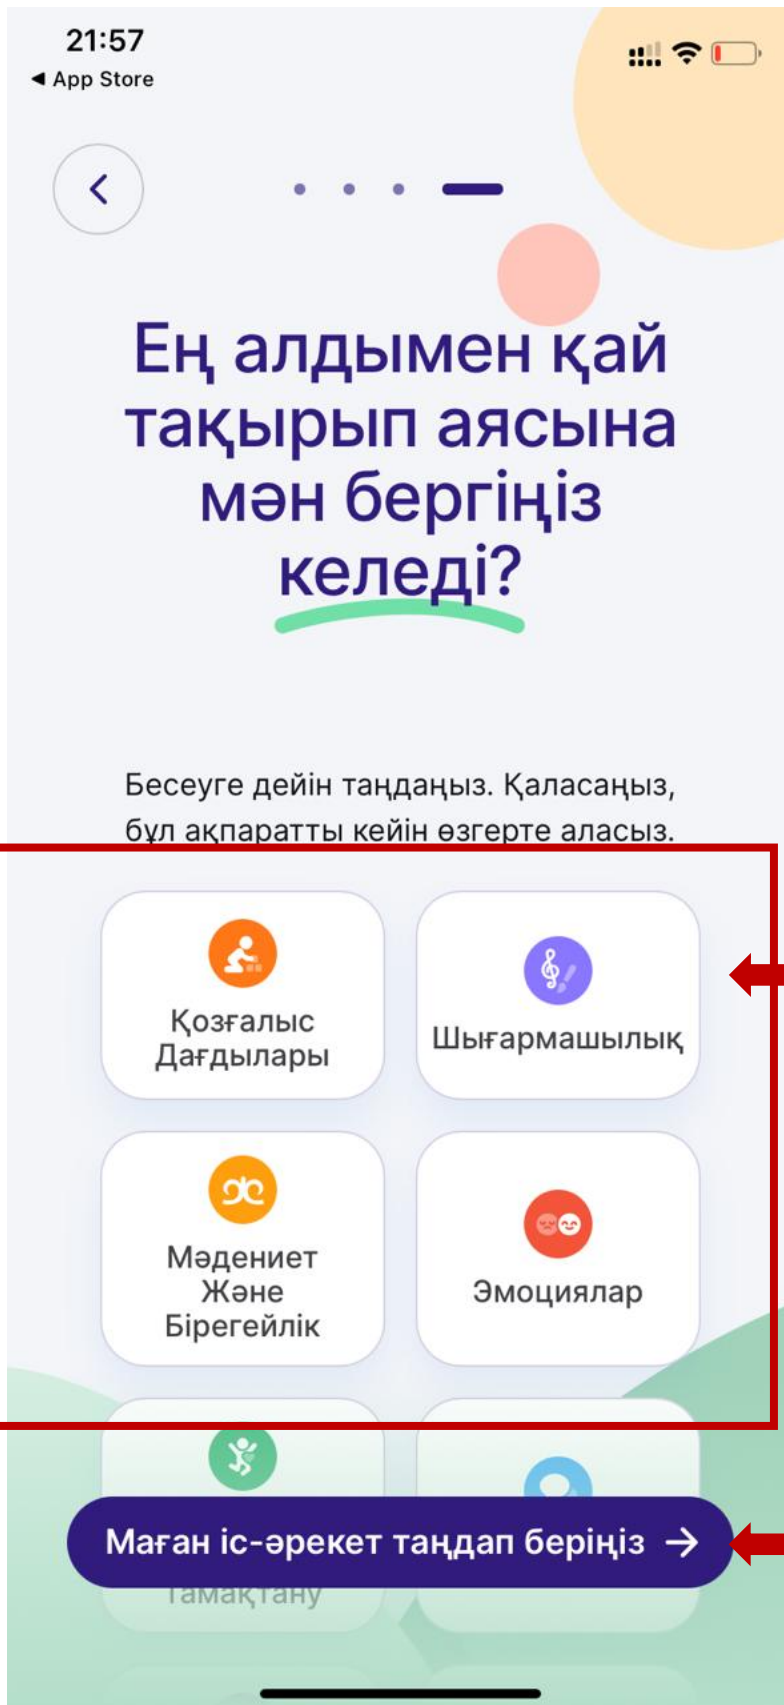 21:57
◀ App Store
Ең алдымен қай
тақырып аясына
мән бергіңіз
келеді?
Бесеуге дейін таңдаңыз. Қаласаңыз,
бұл ақпаратты кейін өзгерте аласыз.
Қозғалыс
Дағдылары
Шығармашылық
Мәдениет
Және
Бірегейлік
Эмоциялар
Маған іс-әрекет таңдап беріңіз →
Тамақтану